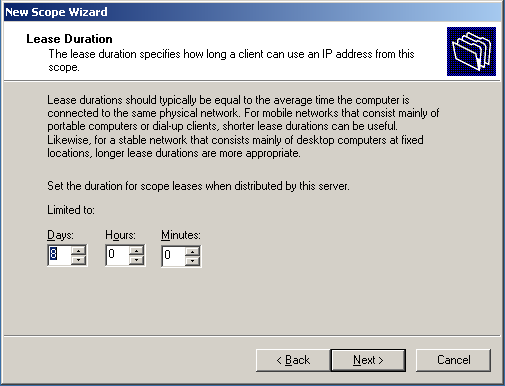 New Scope Wizard
Lease Duration
The lease duration specifies how long a client can use an IP address from this
scope.
Lease durations should typically be equal to the average time the computer is
connected to the same physical network. For mobile networks that consist mainly of
portable computers or dial-up clients, shorter lease durations can be useful.
Likewise, for a stable network that consists mainly of desktop computers at fixed
locations, longer lease durations are more appropriate.
Set the duration for scope leases when distributed by this server.
Limited to:
Days: Hours: Minutes:
8 0 0
< Back Next > Cancel